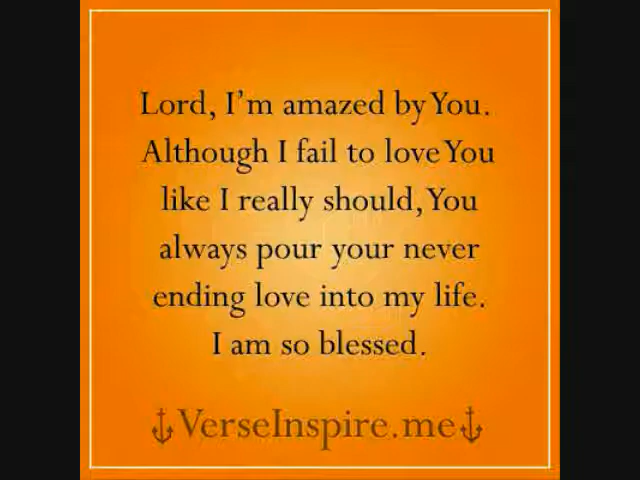 Lord, I'm amazed by You.
Although I fail to love You
like I really should, You
always pour your never
ending love into my life.
I am so blessed.
VerseInspire.me